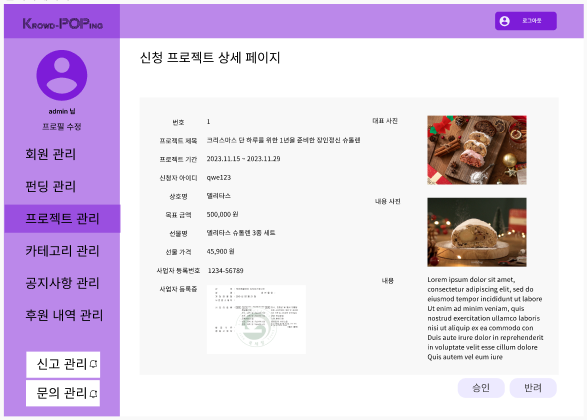 KROWD-POPING
로그아웃
신청 프로젝트 상세 페이지
admin 님
프로필 수정
회원 관리
펀딩 관리
프로젝트 관리
카테고리 관리
공지사항 관리
후원 내역 관리
신고 관리
문의 관리
번호 1
프로젝트 제목 크리스마스 단 하루를 위한 1년을 준비한 장인정신 슈톨렌
프로젝트 기간 2023.11.15 ~ 2023.11.29
신청자 아이디 qwe123
상호명 델리타스
목표 금액 500,000 원
선물명 델리타스 슈톨렌 3종 세트
선물 가격 45,900 원
사업자 등록번호 1234-56789
사업자 등록증
대표 사진
내용 사진
내용
Lorem ipsum dolor sit amet,
consectetur adipiscing elit, sed do
eiusmod tempor incididunt ut labore
Ut enim ad minim veniam, quis
nostrud exercitation ullamco laboris
nisi ut aliquip ex ea commodo con
Duis aute irure dolor in reprehenderit
in voluptate velit esse cillum dolore
Quis autem vel eum iure
승인
반려